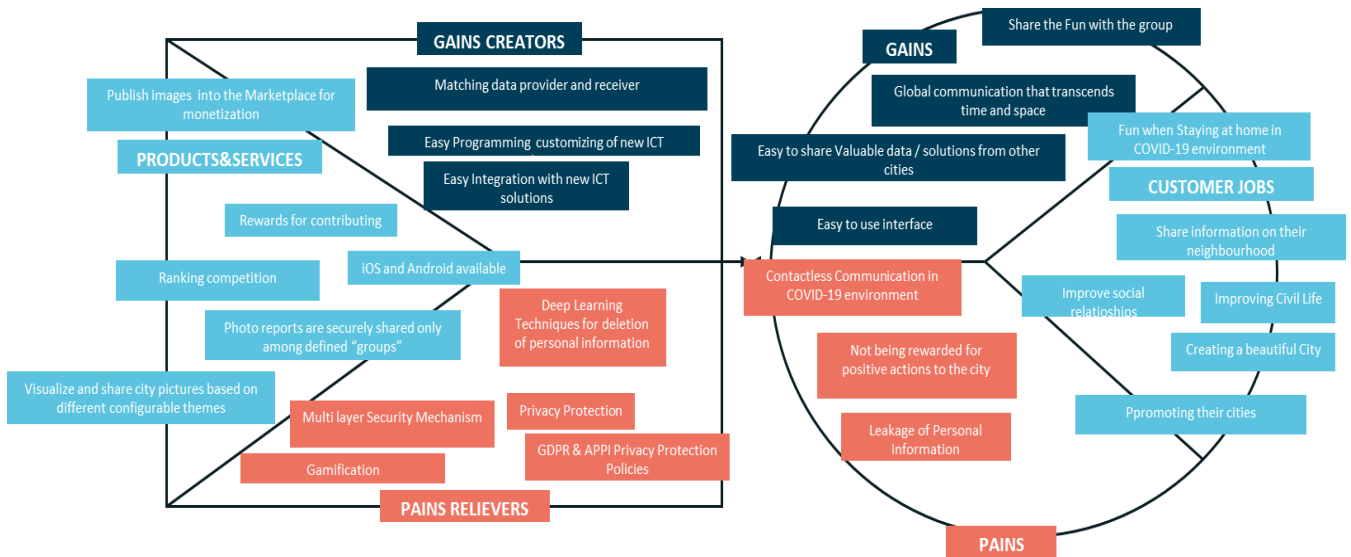 GAINS CREATORS
Matching data provider and receiver
Easy Programming customizing of new ICT
Easy Integration with new ICT
solutions
Publish images into the Marketplace for
monetization
PRODUCTS&SERVICES
Rewards for contributing
Ranking competition
iOS and Android available
Photo reports are securely shared only
among defined “groups”
Visualize and share city pictures based on
different configurable themes
Deep Learning
Techniques for deletion
of personal information
Multi layer Security Mechanism
Privacy Protection
Gamification
GDPR & APPI Privacy Protection
Policies
PAINS RELIEVERS
GAINS
Share the Fun with the group
Global communication that transcends
time and space
Easy to share Valuable data / solutions from other
cities
Easy to use interface
Fun when Staying at home in
COVID-19 environment
CUSTOMER JOBS
Share information on their
neighbourhood
Improve social
relatioships
Improving Civil Life
Creating a beautiful City
Ppromoting their cities
Contactless Communication in
COVID-19 environment
Not being rewarded for
positive actions to the city
Leakage of Personal
Information
PAINS